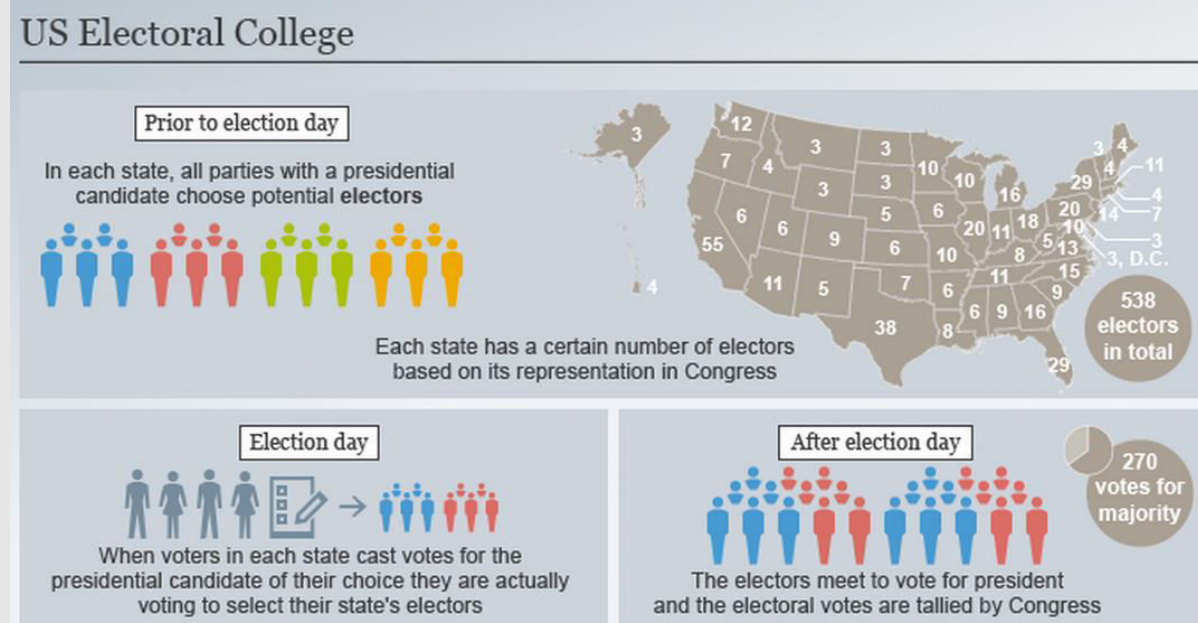 US Electoral College
Prior to election day
In each state, all parties with a presidential
candidate choose potential electors
Each state has a certain number of electors
based on its representation in Congress
3
4
12
7
4
3
3
3
3
5
6
6
9
6
55
11
5
7
38
10
10
6
10
6
8
16
20
11
18
8
11
6
9
16
29
5
13
15
9
20
29
3
4
4
11
4
7
14
10
3
3, D.C.
538
electors
in total
Election day
When voters in each state cast votes for the
presidential candidate of their choice they are actually
voting to select their state's electors
After election day
270
votes for
majority
The electors meet to vote for president
and the electoral votes are tallied by Congress